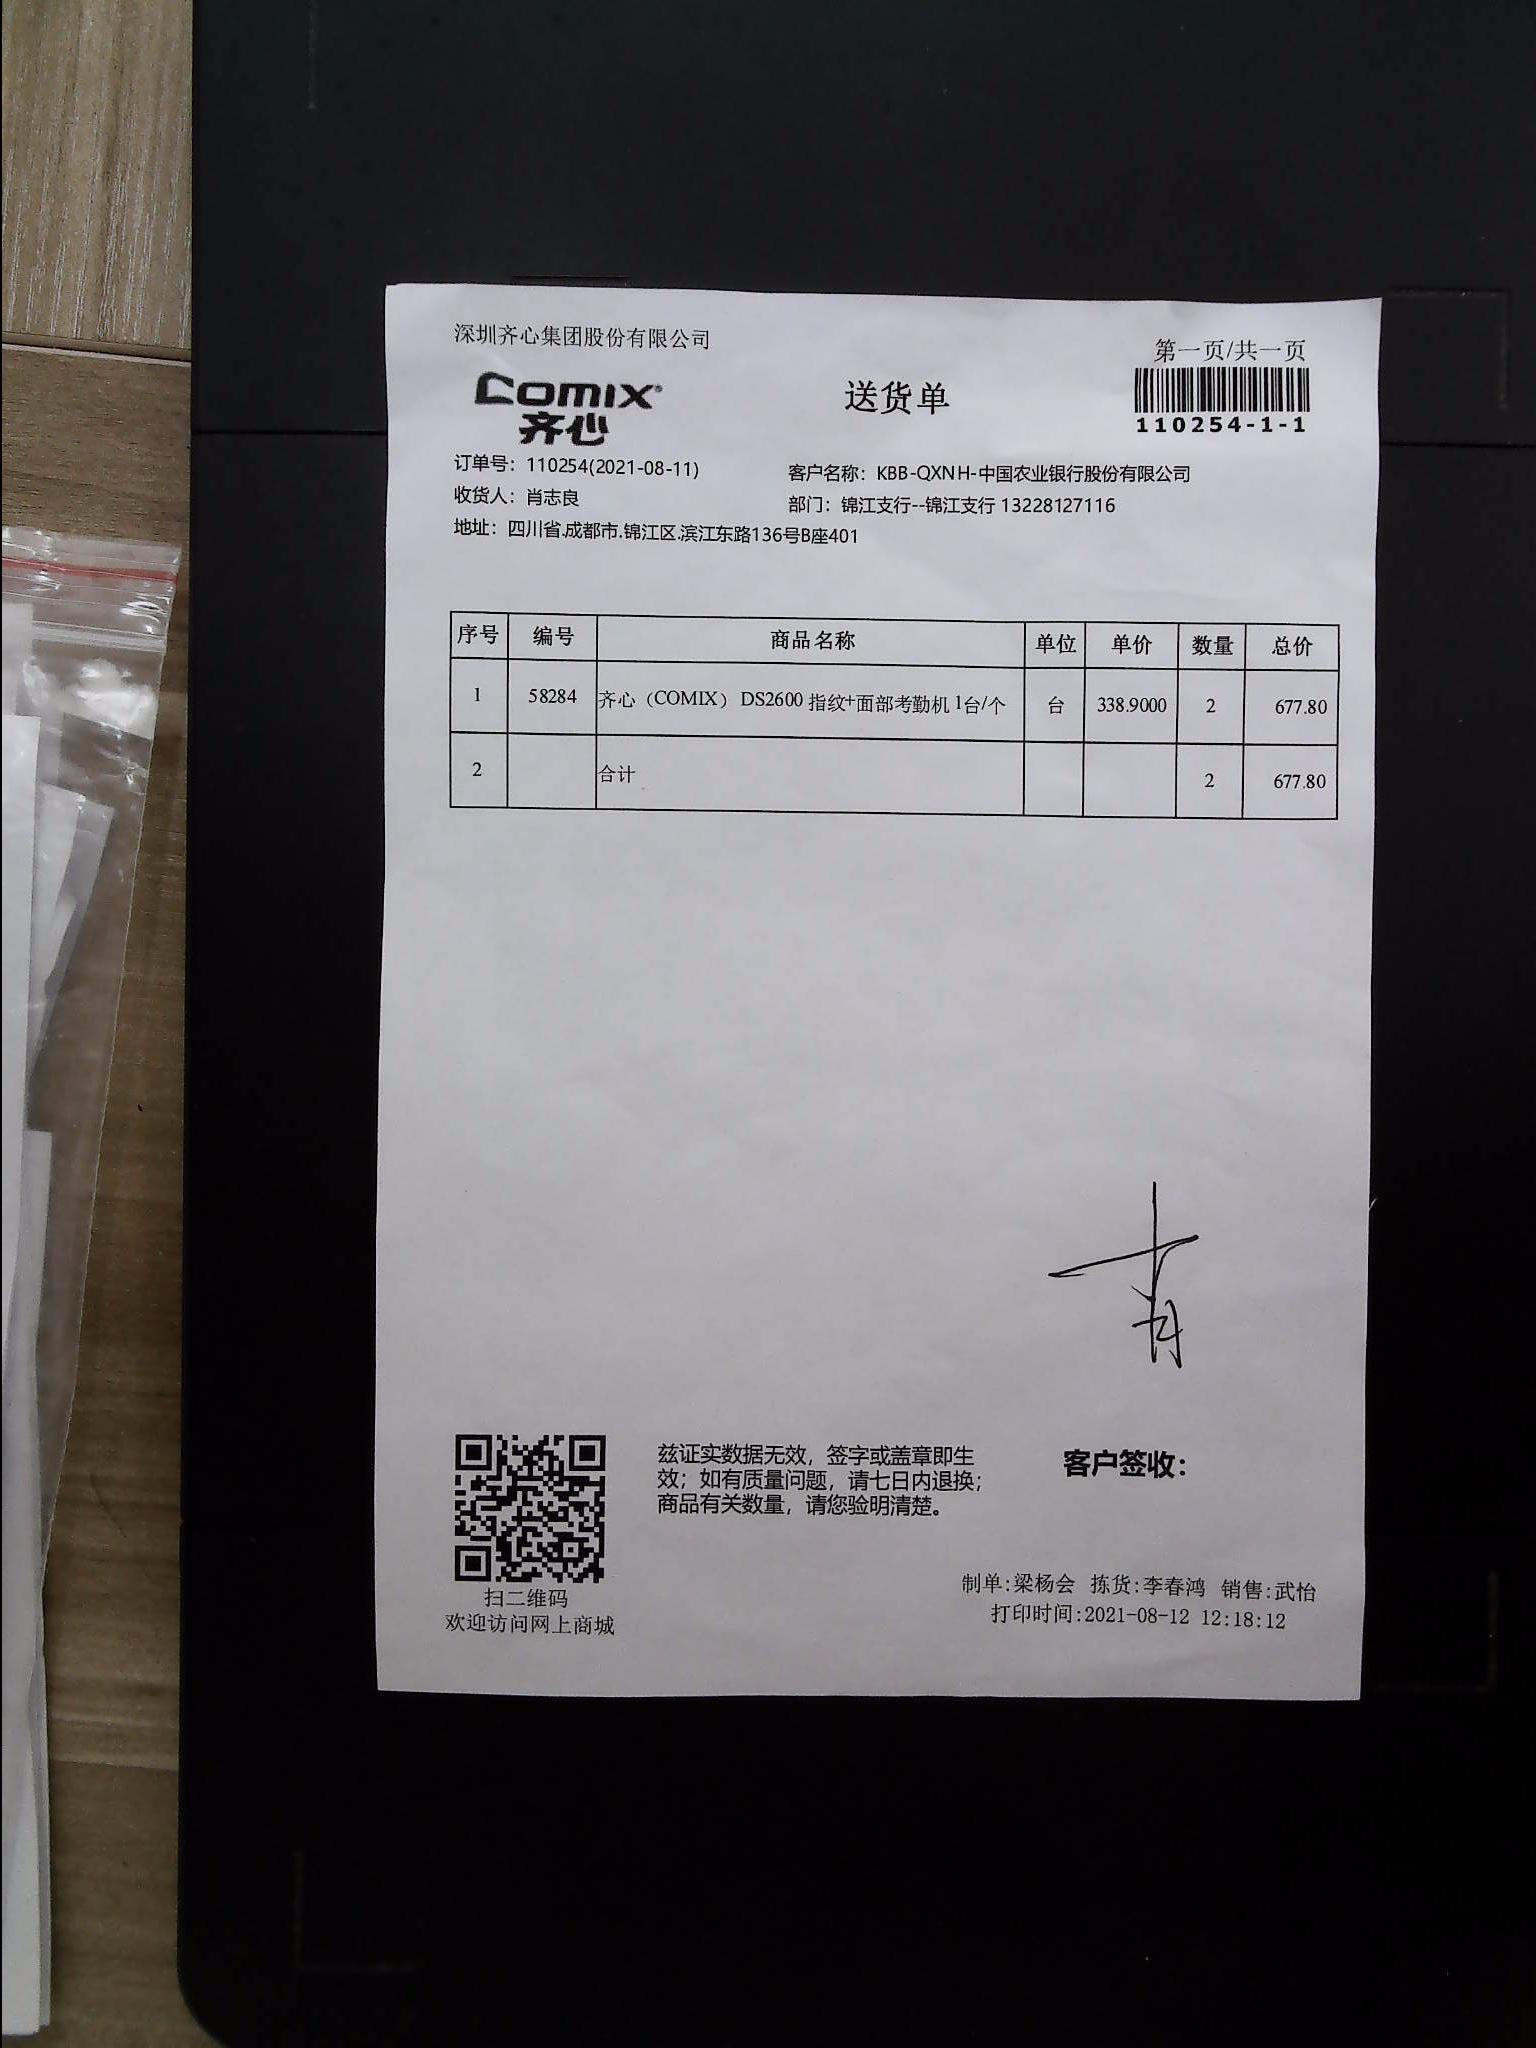 深圳齐心集团股份有限公司
第一页/共一页
COMIX®
齐心
送货单
110254-1-1
订单号：110254(2021-08-11)
客户名称：KBB-QXNH-中国农业银行股份有限公司
收货人：肖志良
部门：锦江支行--锦江支行 13228127116
地址：四川省.成都市.锦江区.滨江东路136号B座401
序号 编号 商品名称 单位 单价 数量 总价
1 58284 齐心（COMIX） DS2600 指纹+面部考勤机 1台/个 台 338.9000 2 677.80
2 合计 2 677.80
兹证实数据无效，签字或盖章即生
效；如有质量问题，请七日内退换；
商品有关数量，请您验明清楚。
客户签收：
扫二维码
欢迎访问网上商城
制单:梁杨会 拣货:李春鸿 销售:武怡
打印时间:2021-08-12 12:18:12